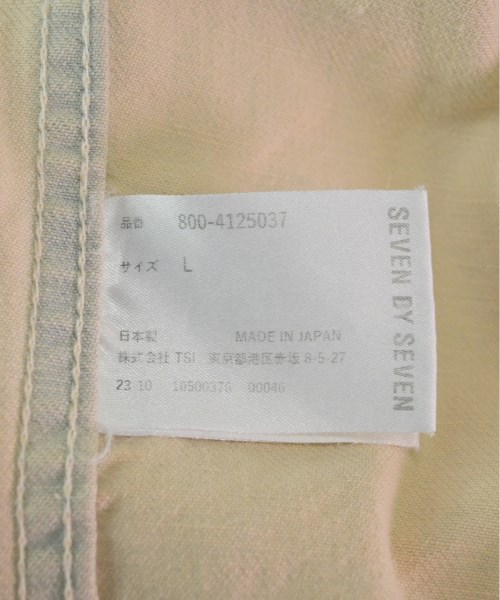 品番 800-4125037
サイズ L
日本製 MADE IN JAPAN
株式会社 TSI 東京都港区赤坂 8-5-27
23 10 10500376 00046
SEVEN BY SEVEN